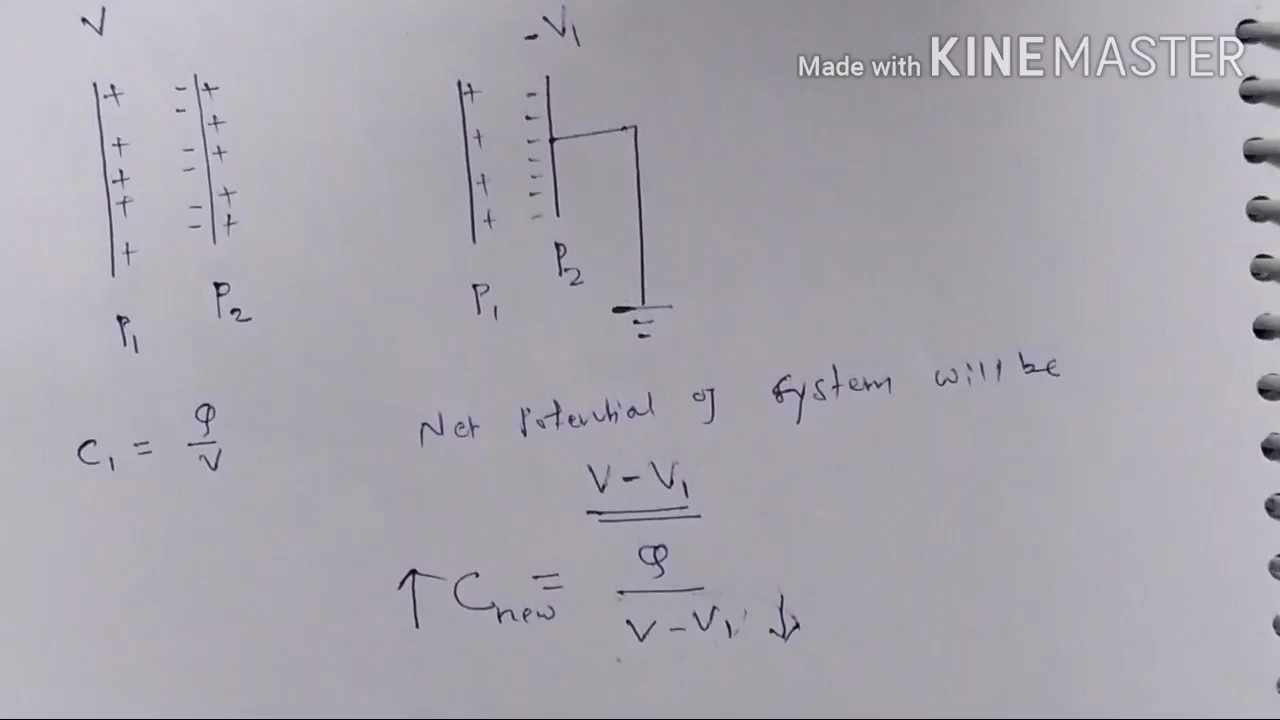 V
-V₁
Made with KINEMASTER
P₁
P₂
P₁
P₂
C₁ = Q/V
Net Potential of system will be
V - V₁
↑ Cnew = Q/(V - V₁) ↓